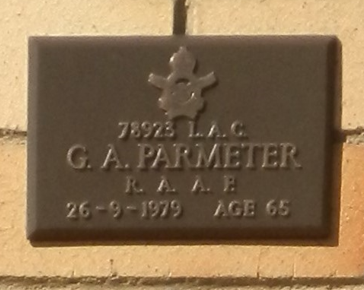 78923 L. A. C.
G. A. PARMETER
R. A. A. F.
26-9-1979 AGE 65